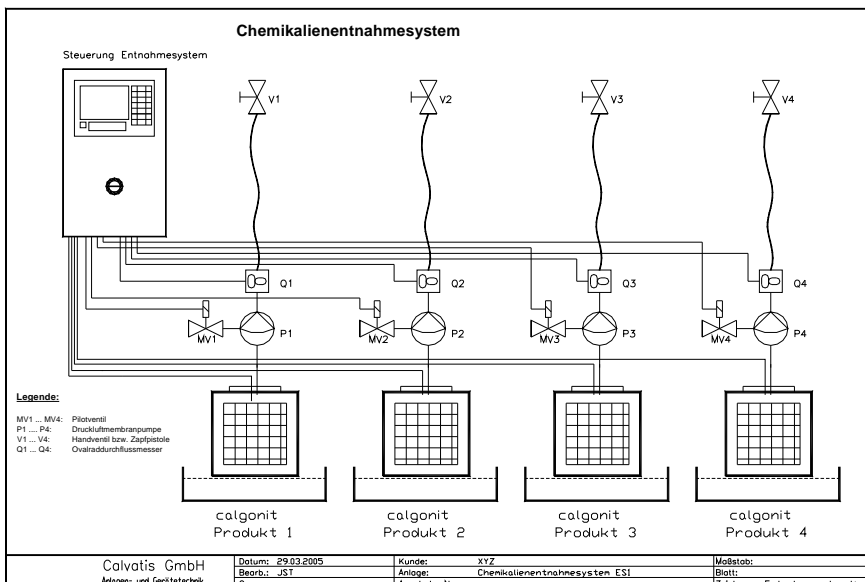 Chemikalienentnahmesystem
Steuerung Entnahmesystem
V1
V2
V3
V4
Q1
Q2
Q3
Q4
MV1
P1
MV2
P2
MV3
P3
MV4
P4
Legende:
MV1 ... MV4: Pilotventil
P1 .... P4: Druckluftmembranpumpe
V1 ... V4: Handventil bzw. Zapfpistole
Q1 ... Q4: Ovalraddurchflussmesser
calgonit
Produkt 1
calgonit
Produkt 2
calgonit
Produkt 3
calgonit
Produkt 4
Calvatis GmbH
Anlagen- und Gerätetechnik
Datum: 29.03.2005
Kunde: XYZ
Maßstab:
Bearb.: JST
Anlage: Chemikalienentnahmesystem ES1
Blatt: